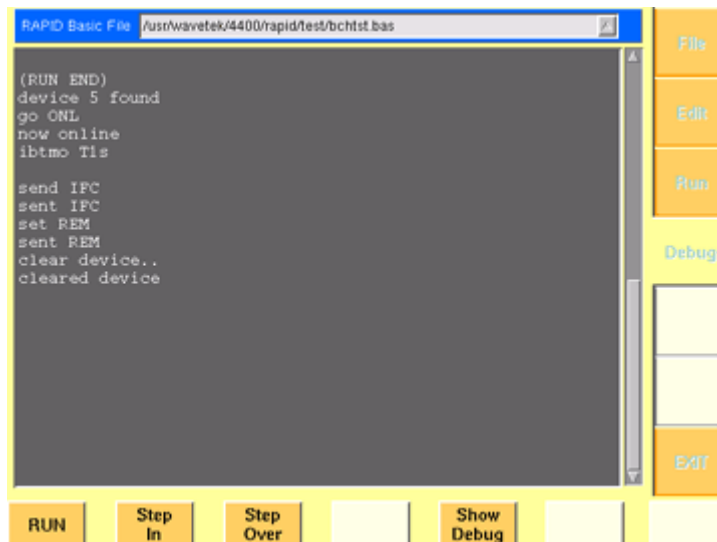 RAPID Basic File /usr/wavetek/4400/rapid/test/bchtst.bas
(RUN END)
device 5 found
go ONL
now online
ibtmo T1s
send IFC
sent IFC
set REM
sent REM
clear device..
cleared device
File
Edit
Run
Debug
EXIT
RUN
Step In
Step Over
Show Debug